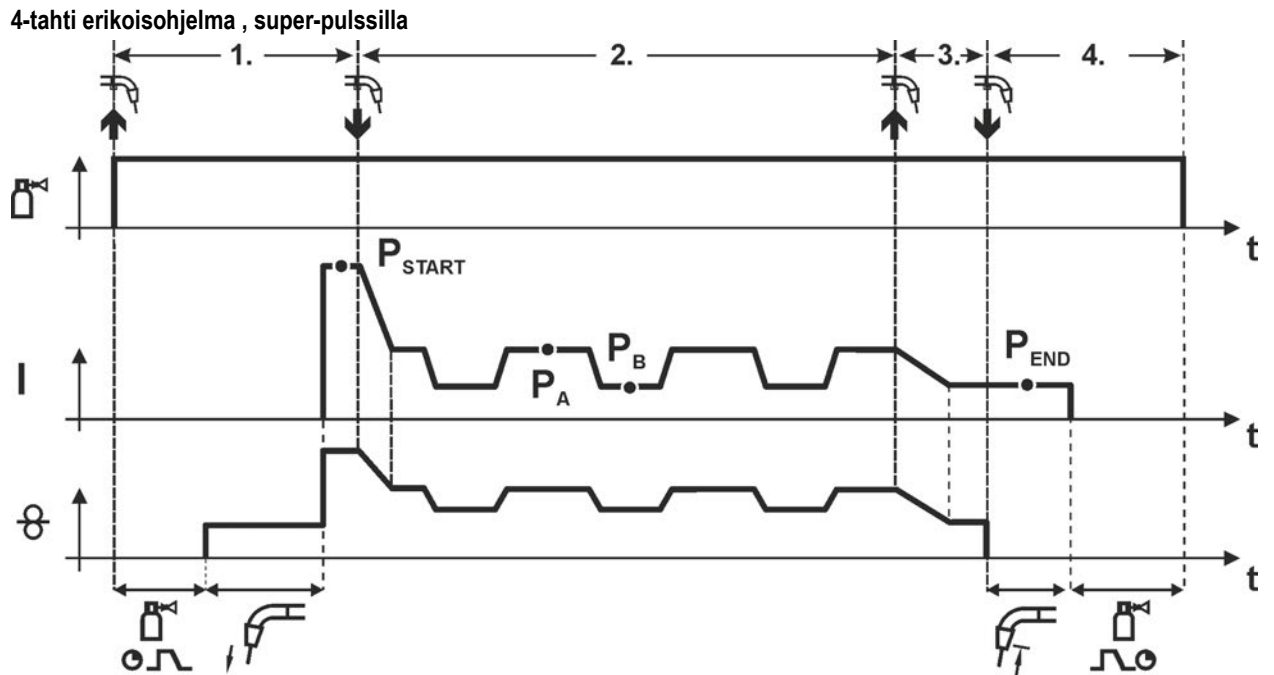 4-tahti erikoisohjelma , super-pulssilla
1. 2. 3. 4.
t
P START
P B
P A
P END
I
t
t